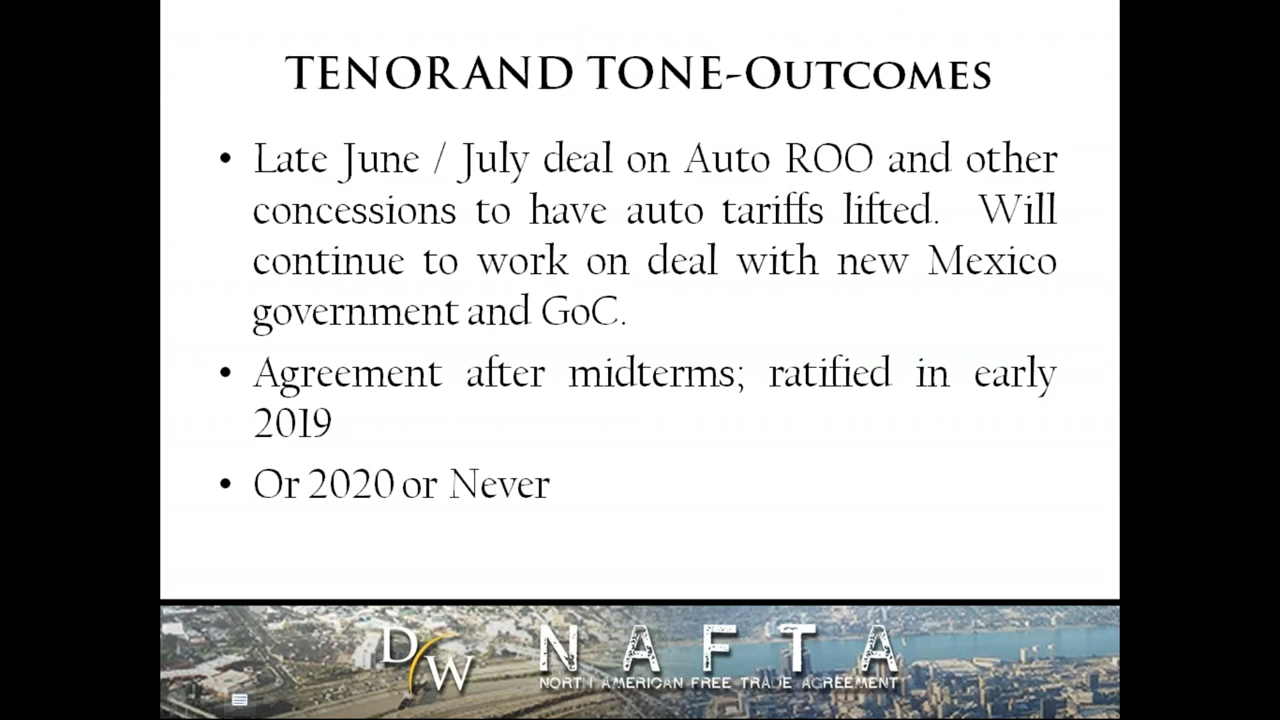 TENOR AND TONE-OUTCOMES
• Late June / July deal on Auto ROO and other
concessions to have auto tariffs lifted. Will
continue to work on deal with new Mexico
government and GoC.
• Agreement after midterms; ratified in early
2019
• Or 2020 or Never
D W NAFTA
NORTH AMERICAN FREE TRADE AGREEMENT